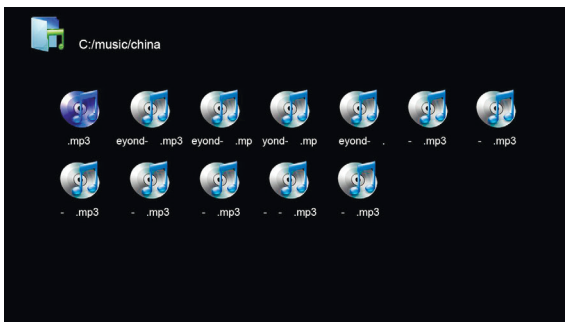 C:/music/china
.mp3 eyond- .mp3 eyond- .mp yond- .mp eyond- . - .mp3 - .mp3
- .mp3 - .mp3 - .mp3 - - .mp3 - .mp3